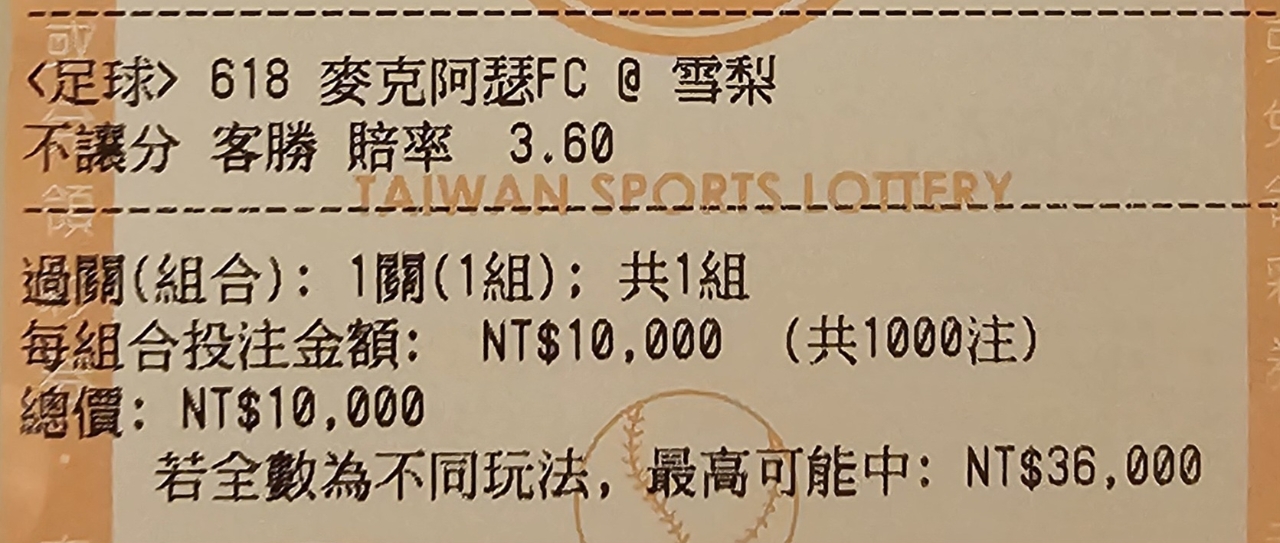 <足球> 618 麥克阿瑟FC @ 雪梨
不讓分 客勝 賠率 3.60
TAIWAN SPORTS LOTTERY
過關(組合): 1關(1組); 共1組
每組合投注金額: NT$10,000 (共1000注)
總價: NT$10,000
若全數為不同玩法, 最高可能中: NT$36,000